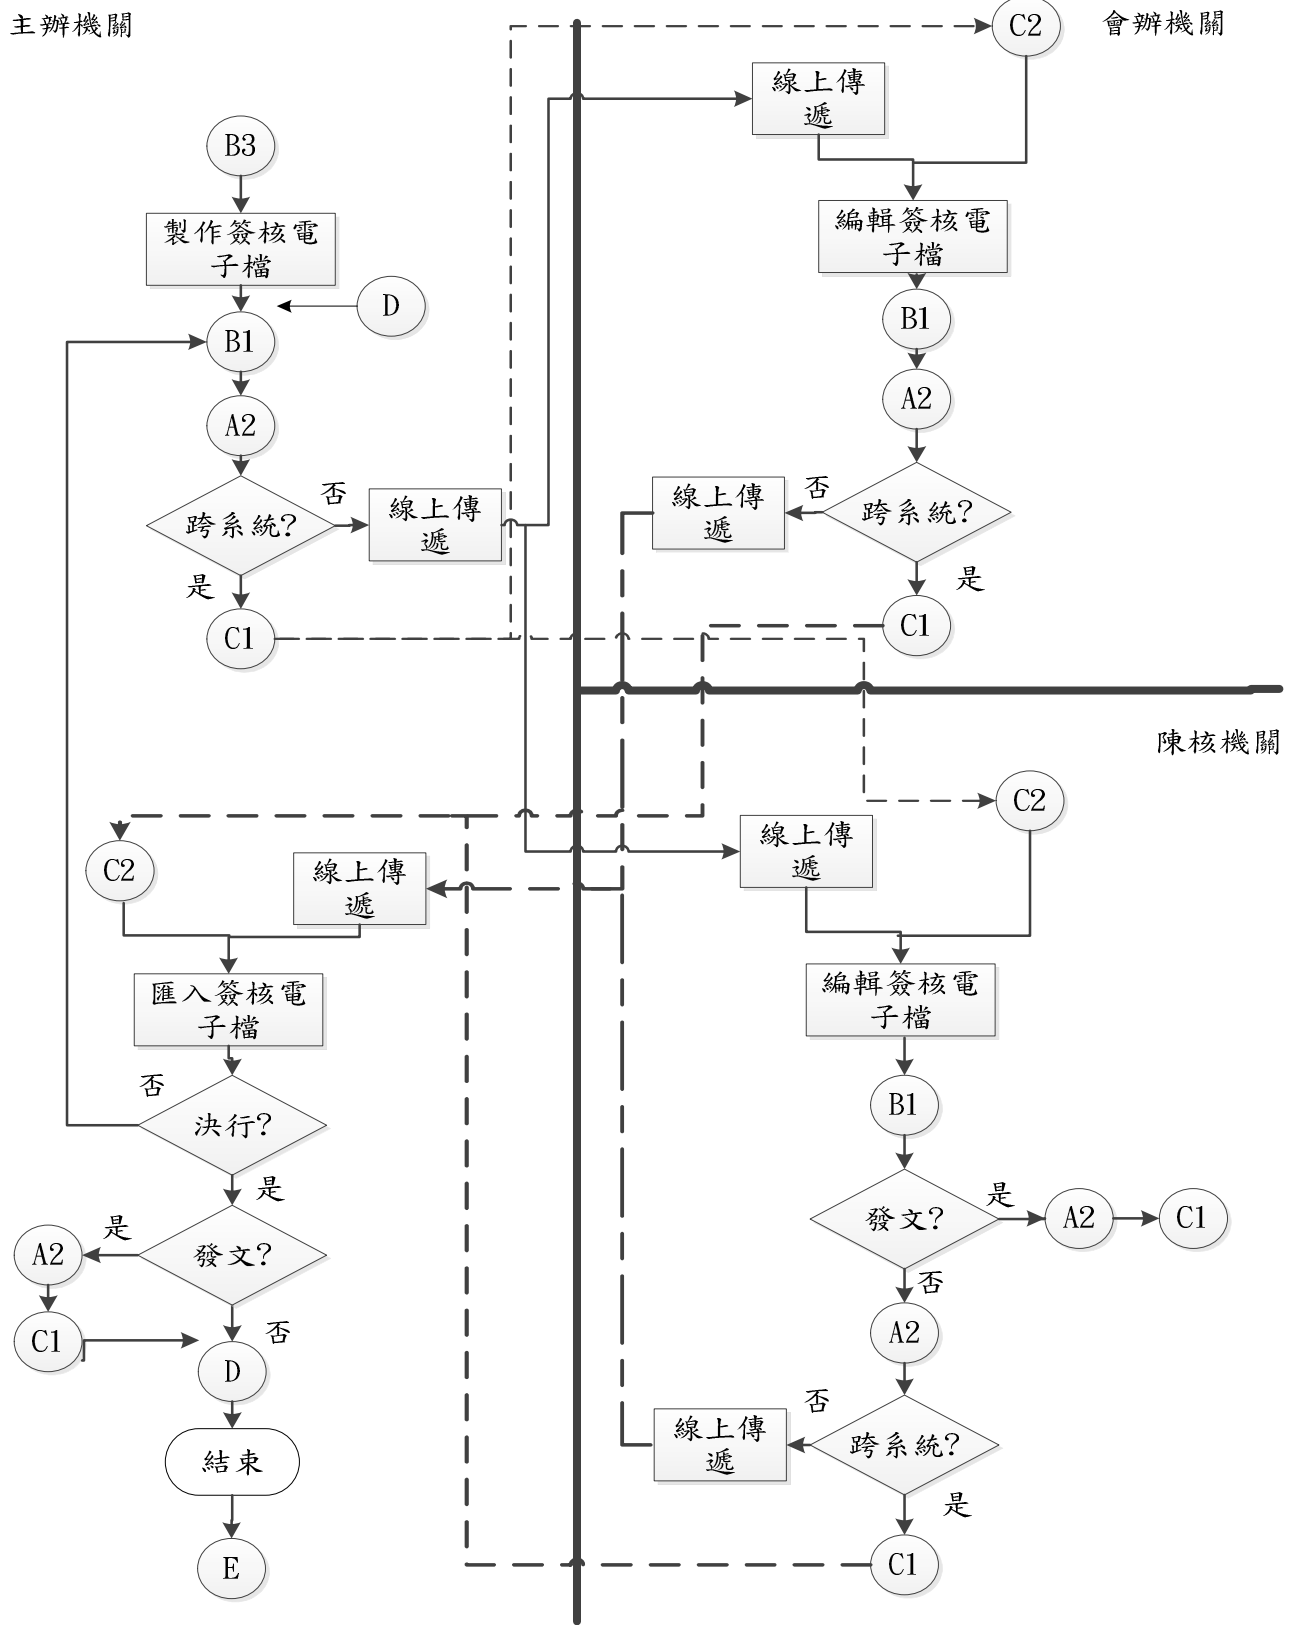 主辦機關
B3
製作簽核電
子檔
D
B1
A2
跨系統?
否
線上傳
遞
是
C1
C2
線上傳
遞
匯入簽核電
子檔
否
決行?
是
發文?
是
A2
C1
否
D
結束
E
會辦機關
C2
線上傳
遞
編輯簽核電
子檔
B1
A2
跨系統?
否
線上傳
遞
是
C1
陳核機關
C2
線上傳
遞
編輯簽核電
子檔
B1
發文?
是
A2
C1
否
A2
跨系統?
否
線上傳
遞
是
C1